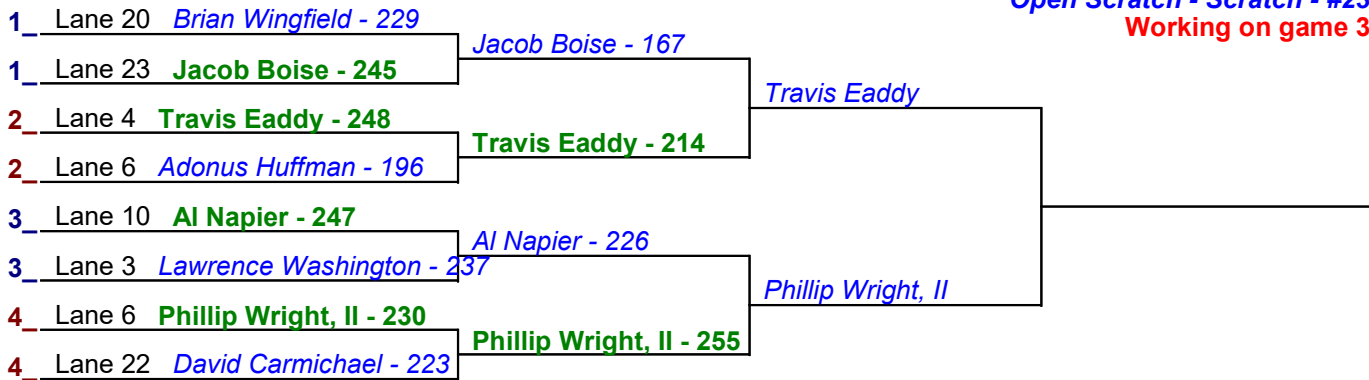 Open Scratch - Scratch - #23
Working on game 3
1_ Lane 20 Brian Wingfield - 229
Jacob Boise - 167
1_ Lane 23 Jacob Boise - 245
Travis Eaddy
2_ Lane 4 Travis Eaddy - 248
Travis Eaddy - 214
2_ Lane 6 Adonus Huffman - 196
3_ Lane 10 Al Napier - 247
Al Napier - 226
3_ Lane 3 Lawrence Washington - 237
Phillip Wright, II
4_ Lane 6 Phillip Wright, II - 230
Phillip Wright, II - 255
4_ Lane 22 David Carmichael - 223